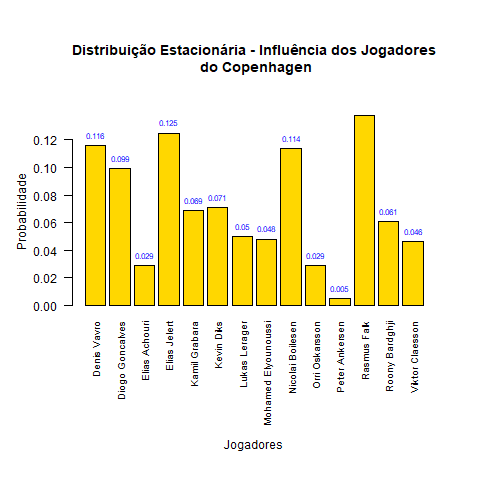 Distribuição Estacionária - Influência dos Jogadores
do Copenhagen
Probabilidade
0.12
0.10
0.08
0.06
0.04
0.02
0.00
0.116
0.099
0.029
0.125
0.069
0.071
0.05
0.048
0.114
0.029
0.005
0.061
0.046
Denis Vavro
Diogo Goncalves
Elias Achouri
Elias Jelert
Kamil Grabara
Kevin Diks
Lukas Lerager
Mohamed Elyounoussi
Nicolai Boilesen
Orri Oskarsson
Peter Ankersen
Rasmus Falk
Roony Bardghji
Viktor Claesson
Jogadores